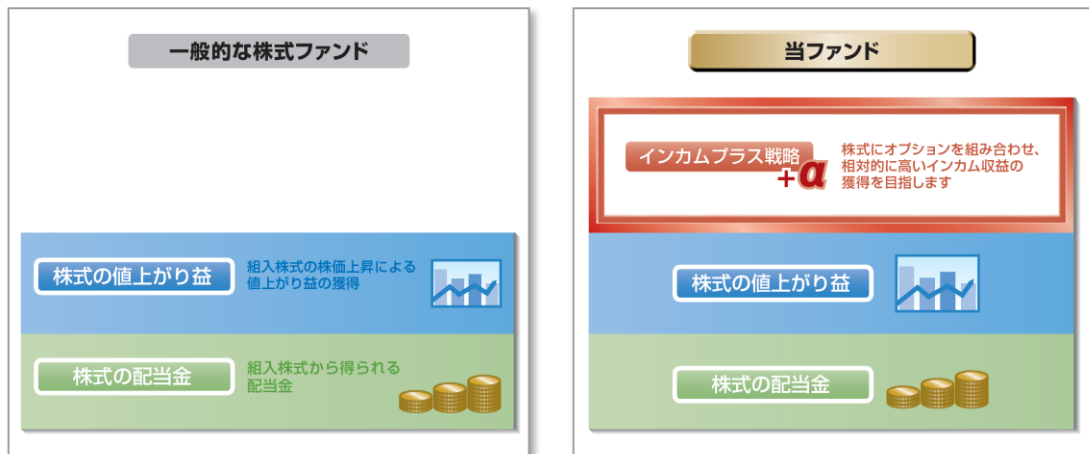 一般的な株式ファンド
株式の値上がり益
組入株式の株価上昇による
値上がり益の獲得
株式の配当金
組入株式から得られる
配当金
当ファンド
インカムプラス戦略
+α
株式にオプションを組み合わせ、
相対的に高いインカム収益の
獲得を目指します
株式の値上がり益
株式の配当金